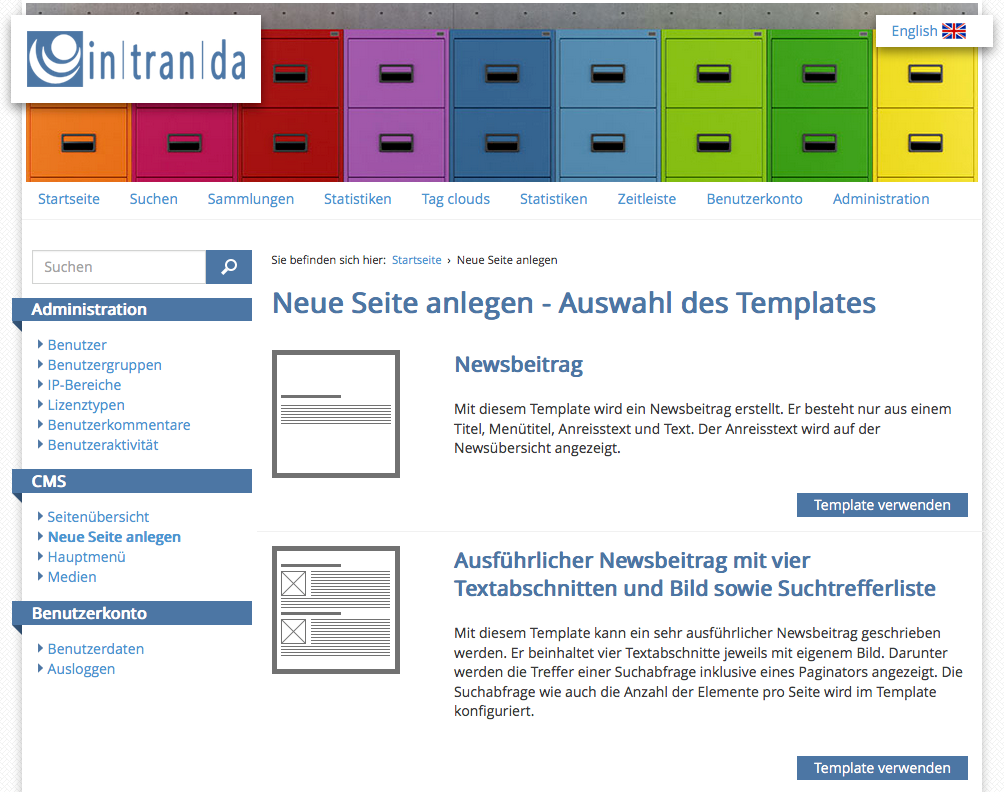 in|tran|da
English
Startseite Suchen Sammlungen Statistiken Tag clouds Statistiken Zeitleiste Benutzerkonto Administration
Suchen
Administration
Benutzer
Benutzergruppen
IP-Bereiche
Lizenztypen
Benutzerkommentare
Benutzeraktivität
CMS
Seitenübersicht
Neue Seite anlegen
Hauptmenü
Medien
Benutzerkonto
Benutzerdaten
Ausloggen
Sie befinden sich hier: Startseite › Neue Seite anlegen
Neue Seite anlegen - Auswahl des Templates
Newsbeitrag
Mit diesem Template wird ein Newsbeitrag erstellt. Er besteht nur aus einem
Titel, Menütitel, Anreisstext und Text. Der Anreisstext wird auf der
Newsübersicht angezeigt.
Template verwenden
Ausführlicher Newsbeitrag mit vier
Textabschnitten und Bild sowie Suchtrefferliste
Mit diesem Template kann ein sehr ausführlicher Newsbeitrag geschrieben
werden. Er beinhaltet vier Textabschnitte jeweils mit eigenem Bild. Darunter
werden die Treffer einer Suchabfrage inklusive eines Paginators angezeigt. Die
Suchabfrage wie auch die Anzahl der Elemente pro Seite wird im Template
konfiguriert.
Template verwenden